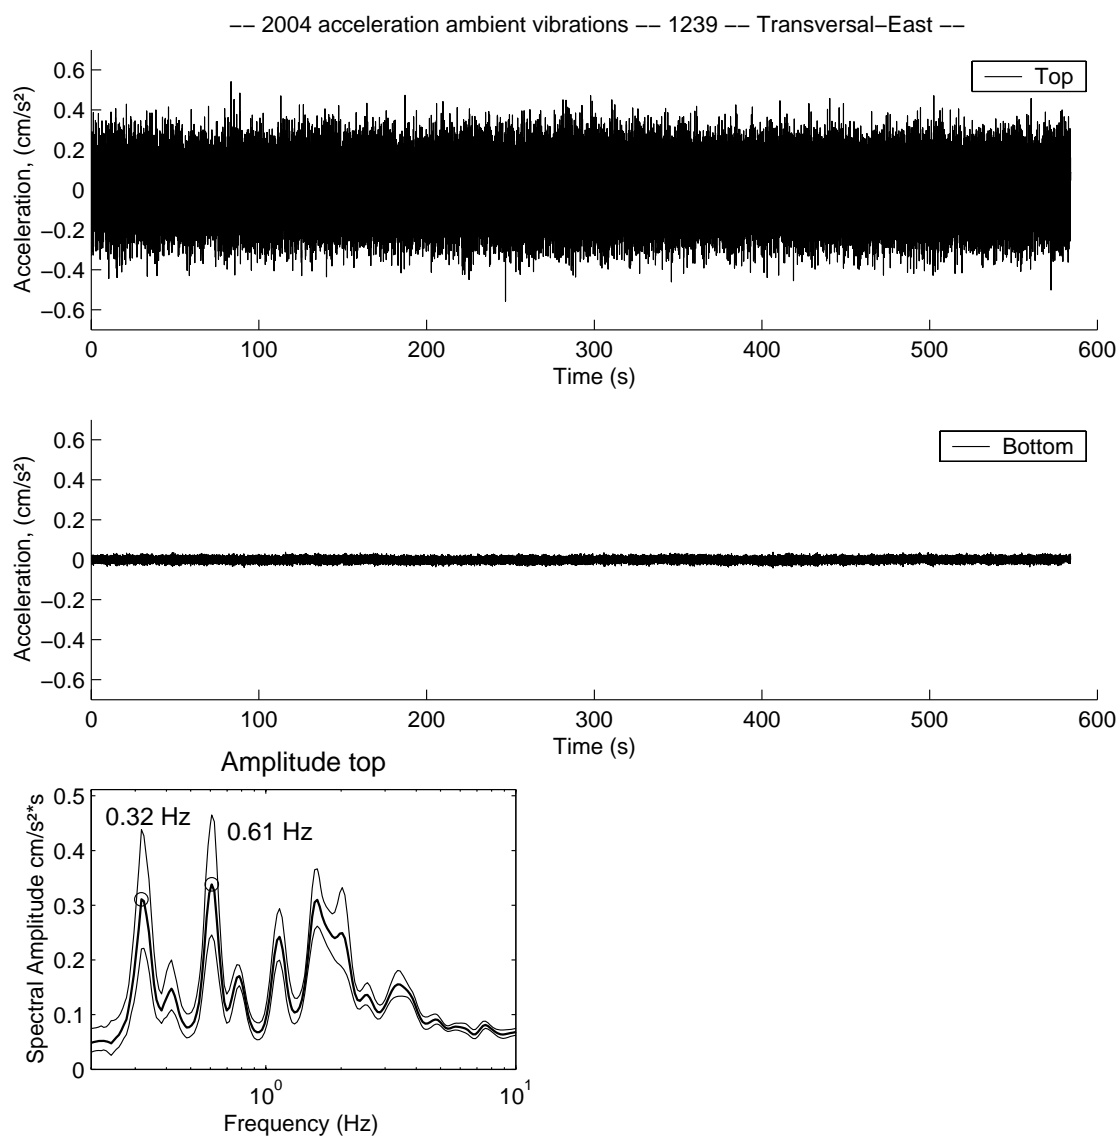 -- 2004 acceleration ambient vibrations -- 1239 -- Transversal-East --
Top
Acceleration, (cm/s²)
0.6
0.4
0.2
0
-0.2
-0.4
-0.6
0 100 200 300 400 500 600
Time (s)
Bottom
Acceleration, (cm/s²)
0.6
0.4
0.2
0
-0.2
-0.4
-0.6
0 100 200 300 400 500 600
Time (s)
Amplitude top
Spectral Amplitude cm/s²*s
0.5
0.4
0.3
0.2
0.1
0
0.32 Hz
0.61 Hz
10⁰ 10¹
Frequency (Hz)